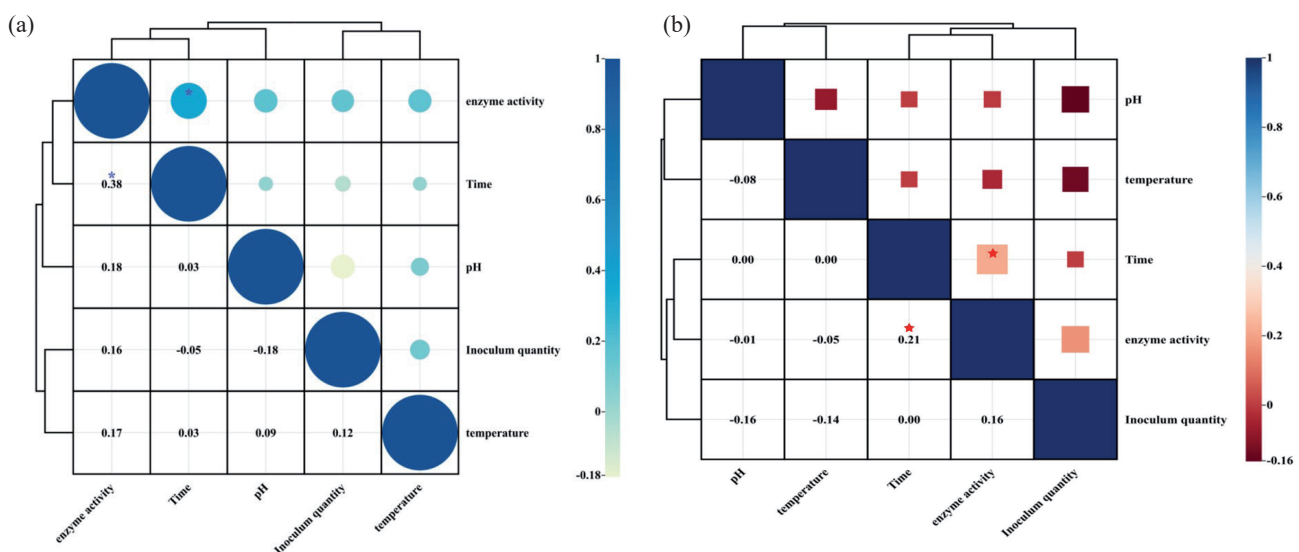 (a)
1
0.8
0.6
0.4
0.2
0
-0.18
enzyme activity
*
Time
*
0.38
pH
0.18 0.03
Inoculum quantity
0.16 -0.05 -0.18
temperature
0.17 0.03 0.09 0.12
enzyme activity Time pH Inoculum quantity temperature
(b)
1
0.8
0.6
0.4
0.2
0
-0.16
pH
temperature
-0.08
Time
0.00 0.00
enzyme activity
-0.01 -0.05 0.21
Inoculum quantity
-0.16 -0.14 0.00 0.16
pH temperature Time enzyme activity Inoculum quantity